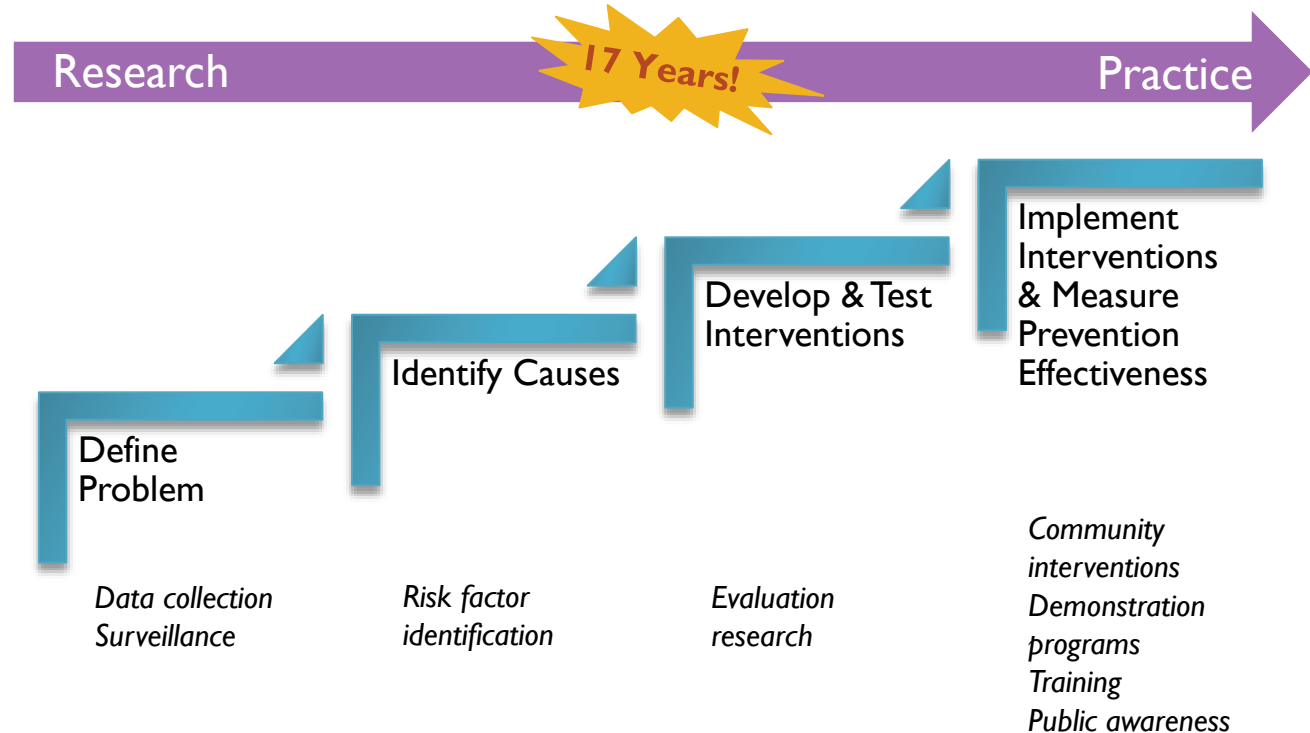 Research
17 Years!
Practice
Define
Problem
Identify Causes
Develop & Test
Interventions
Implement
Interventions
& Measure
Prevention
Effectiveness
Data collection
Surveillance
Risk factor
identification
Evaluation
research
Community
interventions
Demonstration
programs
Training
Public awareness